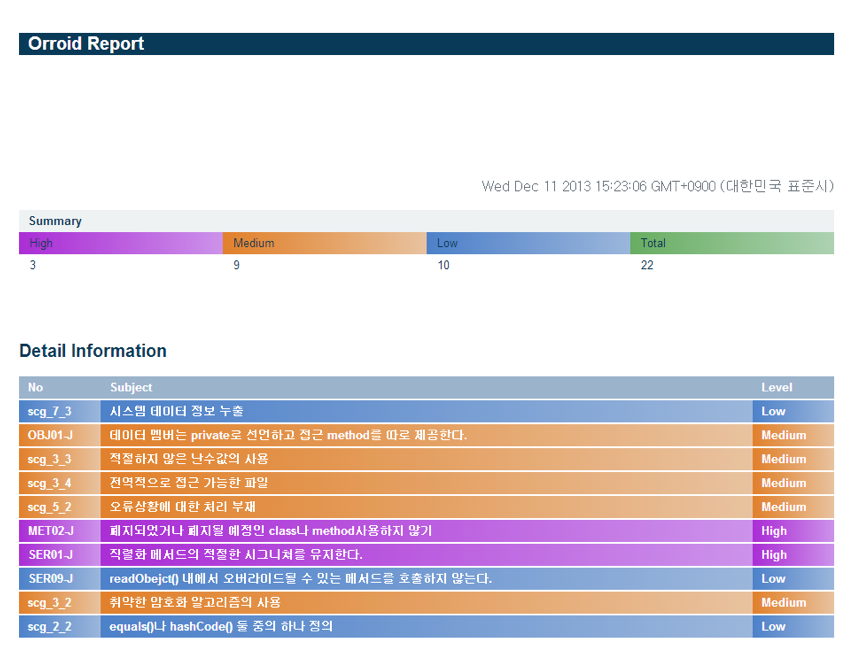 Orroid Report
Wed Dec 11 2013 15:23:06 GMT+0900 (대한민국 표준시)
Summary
High Medium Low Total
3 9 10 22
Detail Information
No Subject Level
scg_7_3 시스템 데이터 정보 누출 Low
OBJ01-J 데이터 멤버는 private로 선언하고 접근 method를 따로 제공한다. Medium
scg_3_3 적절하지 않은 난수값의 사용 Medium
scg_3_4 전역적으로 접근 가능한 파일 Medium
scg_5_2 오류상황에 대한 처리 부재 Medium
MET02-J 폐지되었거나 폐지될 예정인 class나 method사용하지 않기 High
SER01-J 직렬화 메서드의 적절한 시그니쳐를 유지한다. High
SER09-J readObejct() 내에서 오버라이드될 수 있는 메서드를 호출하지 않는다. Low
scg_3_2 취약한 암호화 알고리즘의 사용 Medium
scg_2_2 equals()나 hashCode() 둘 중의 하나 정의 Low